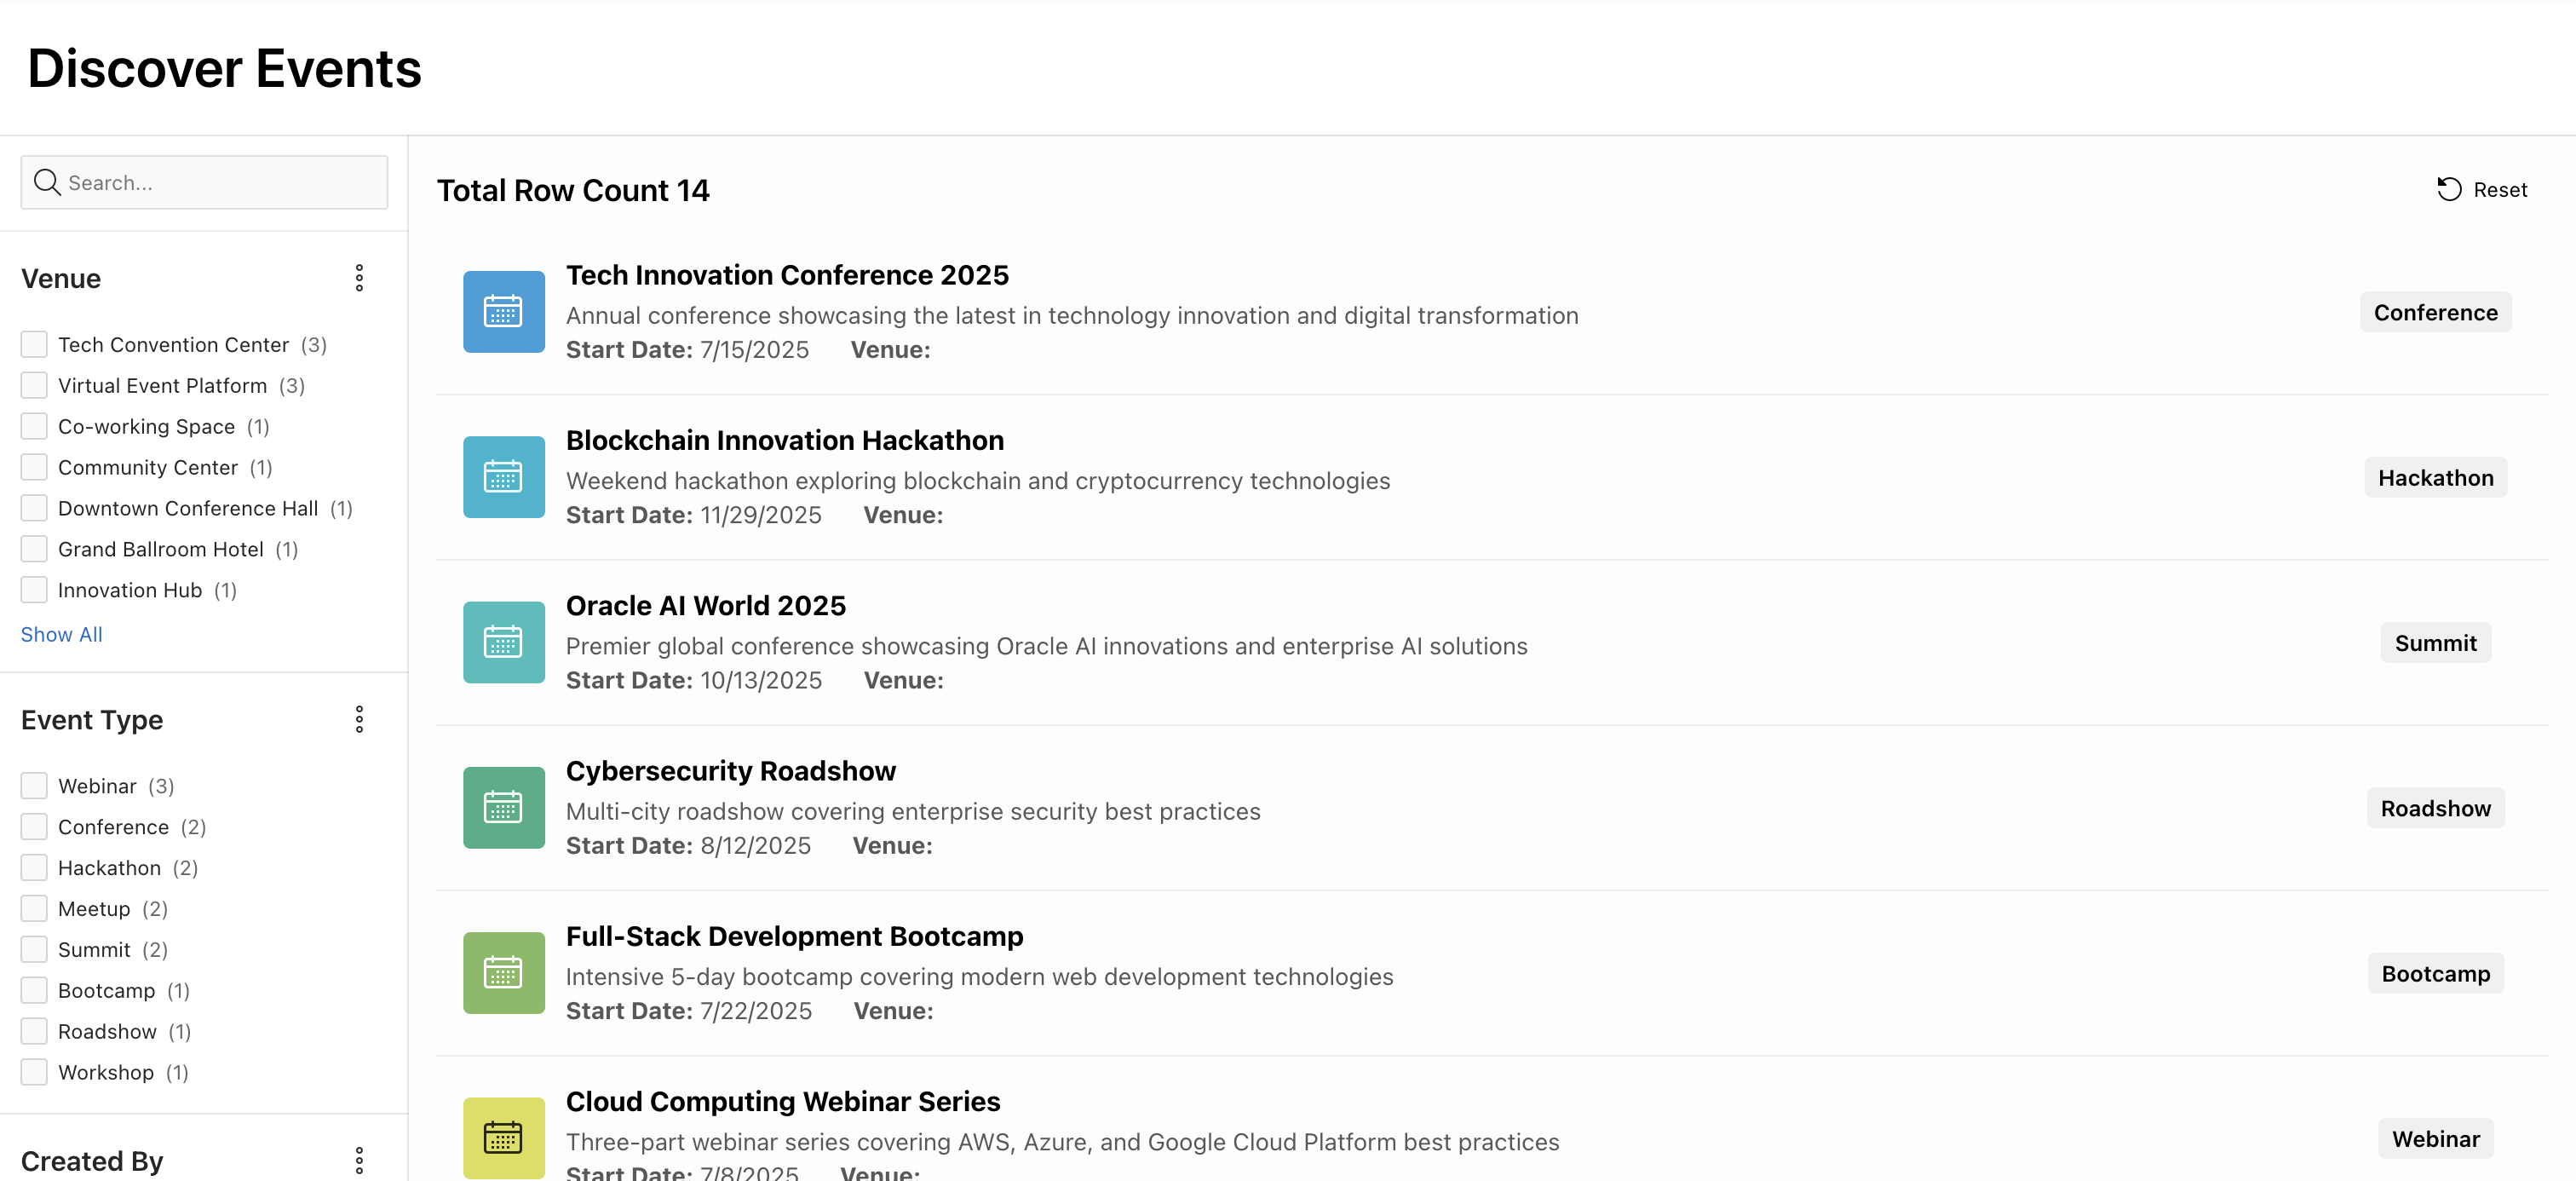 Discover Events
Search...
Venue
Tech Convention Center (3)
Virtual Event Platform (3)
Co-working Space (1)
Community Center (1)
Downtown Conference Hall (1)
Grand Ballroom Hotel (1)
Innovation Hub (1)
Show All
Event Type
Webinar (3)
Conference (2)
Hackathon (2)
Meetup (2)
Summit (2)
Bootcamp (1)
Roadshow (1)
Workshop (1)
Created By
Total Row Count 14
Reset
Tech Innovation Conference 2025
Annual conference showcasing the latest in technology innovation and digital transformation
Start Date: 7/15/2025 Venue:
Conference
Blockchain Innovation Hackathon
Weekend hackathon exploring blockchain and cryptocurrency technologies
Start Date: 11/29/2025 Venue:
Hackathon
Oracle AI World 2025
Premier global conference showcasing Oracle AI innovations and enterprise AI solutions
Start Date: 10/13/2025 Venue:
Summit
Cybersecurity Roadshow
Multi-city roadshow covering enterprise security best practices
Start Date: 8/12/2025 Venue:
Roadshow
Full-Stack Development Bootcamp
Intensive 5-day bootcamp covering modern web development technologies
Start Date: 7/22/2025 Venue:
Bootcamp
Cloud Computing Webinar Series
Three-part webinar series covering AWS, Azure, and Google Cloud Platform best practices
Start Date: 7/8/2025 Venue:
Webinar